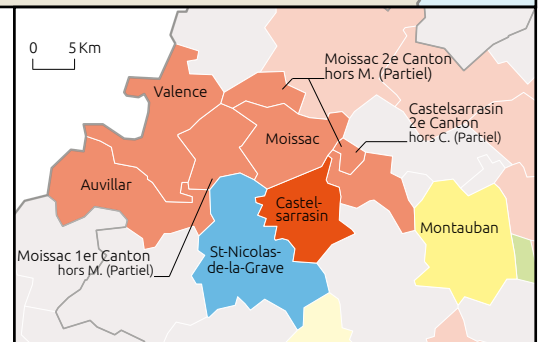 0 5 Km
Moissac 2e Canton
hors M. (Partiel)
Valence
Castelsarrasin
2e Canton
hors C. (Partiel)
Moissac
Auvillar
Castel-
sarrasin
Montauban
Moissac 1er Canton
hors M. (Partiel)
St-Nicolas-
de-la-Grave